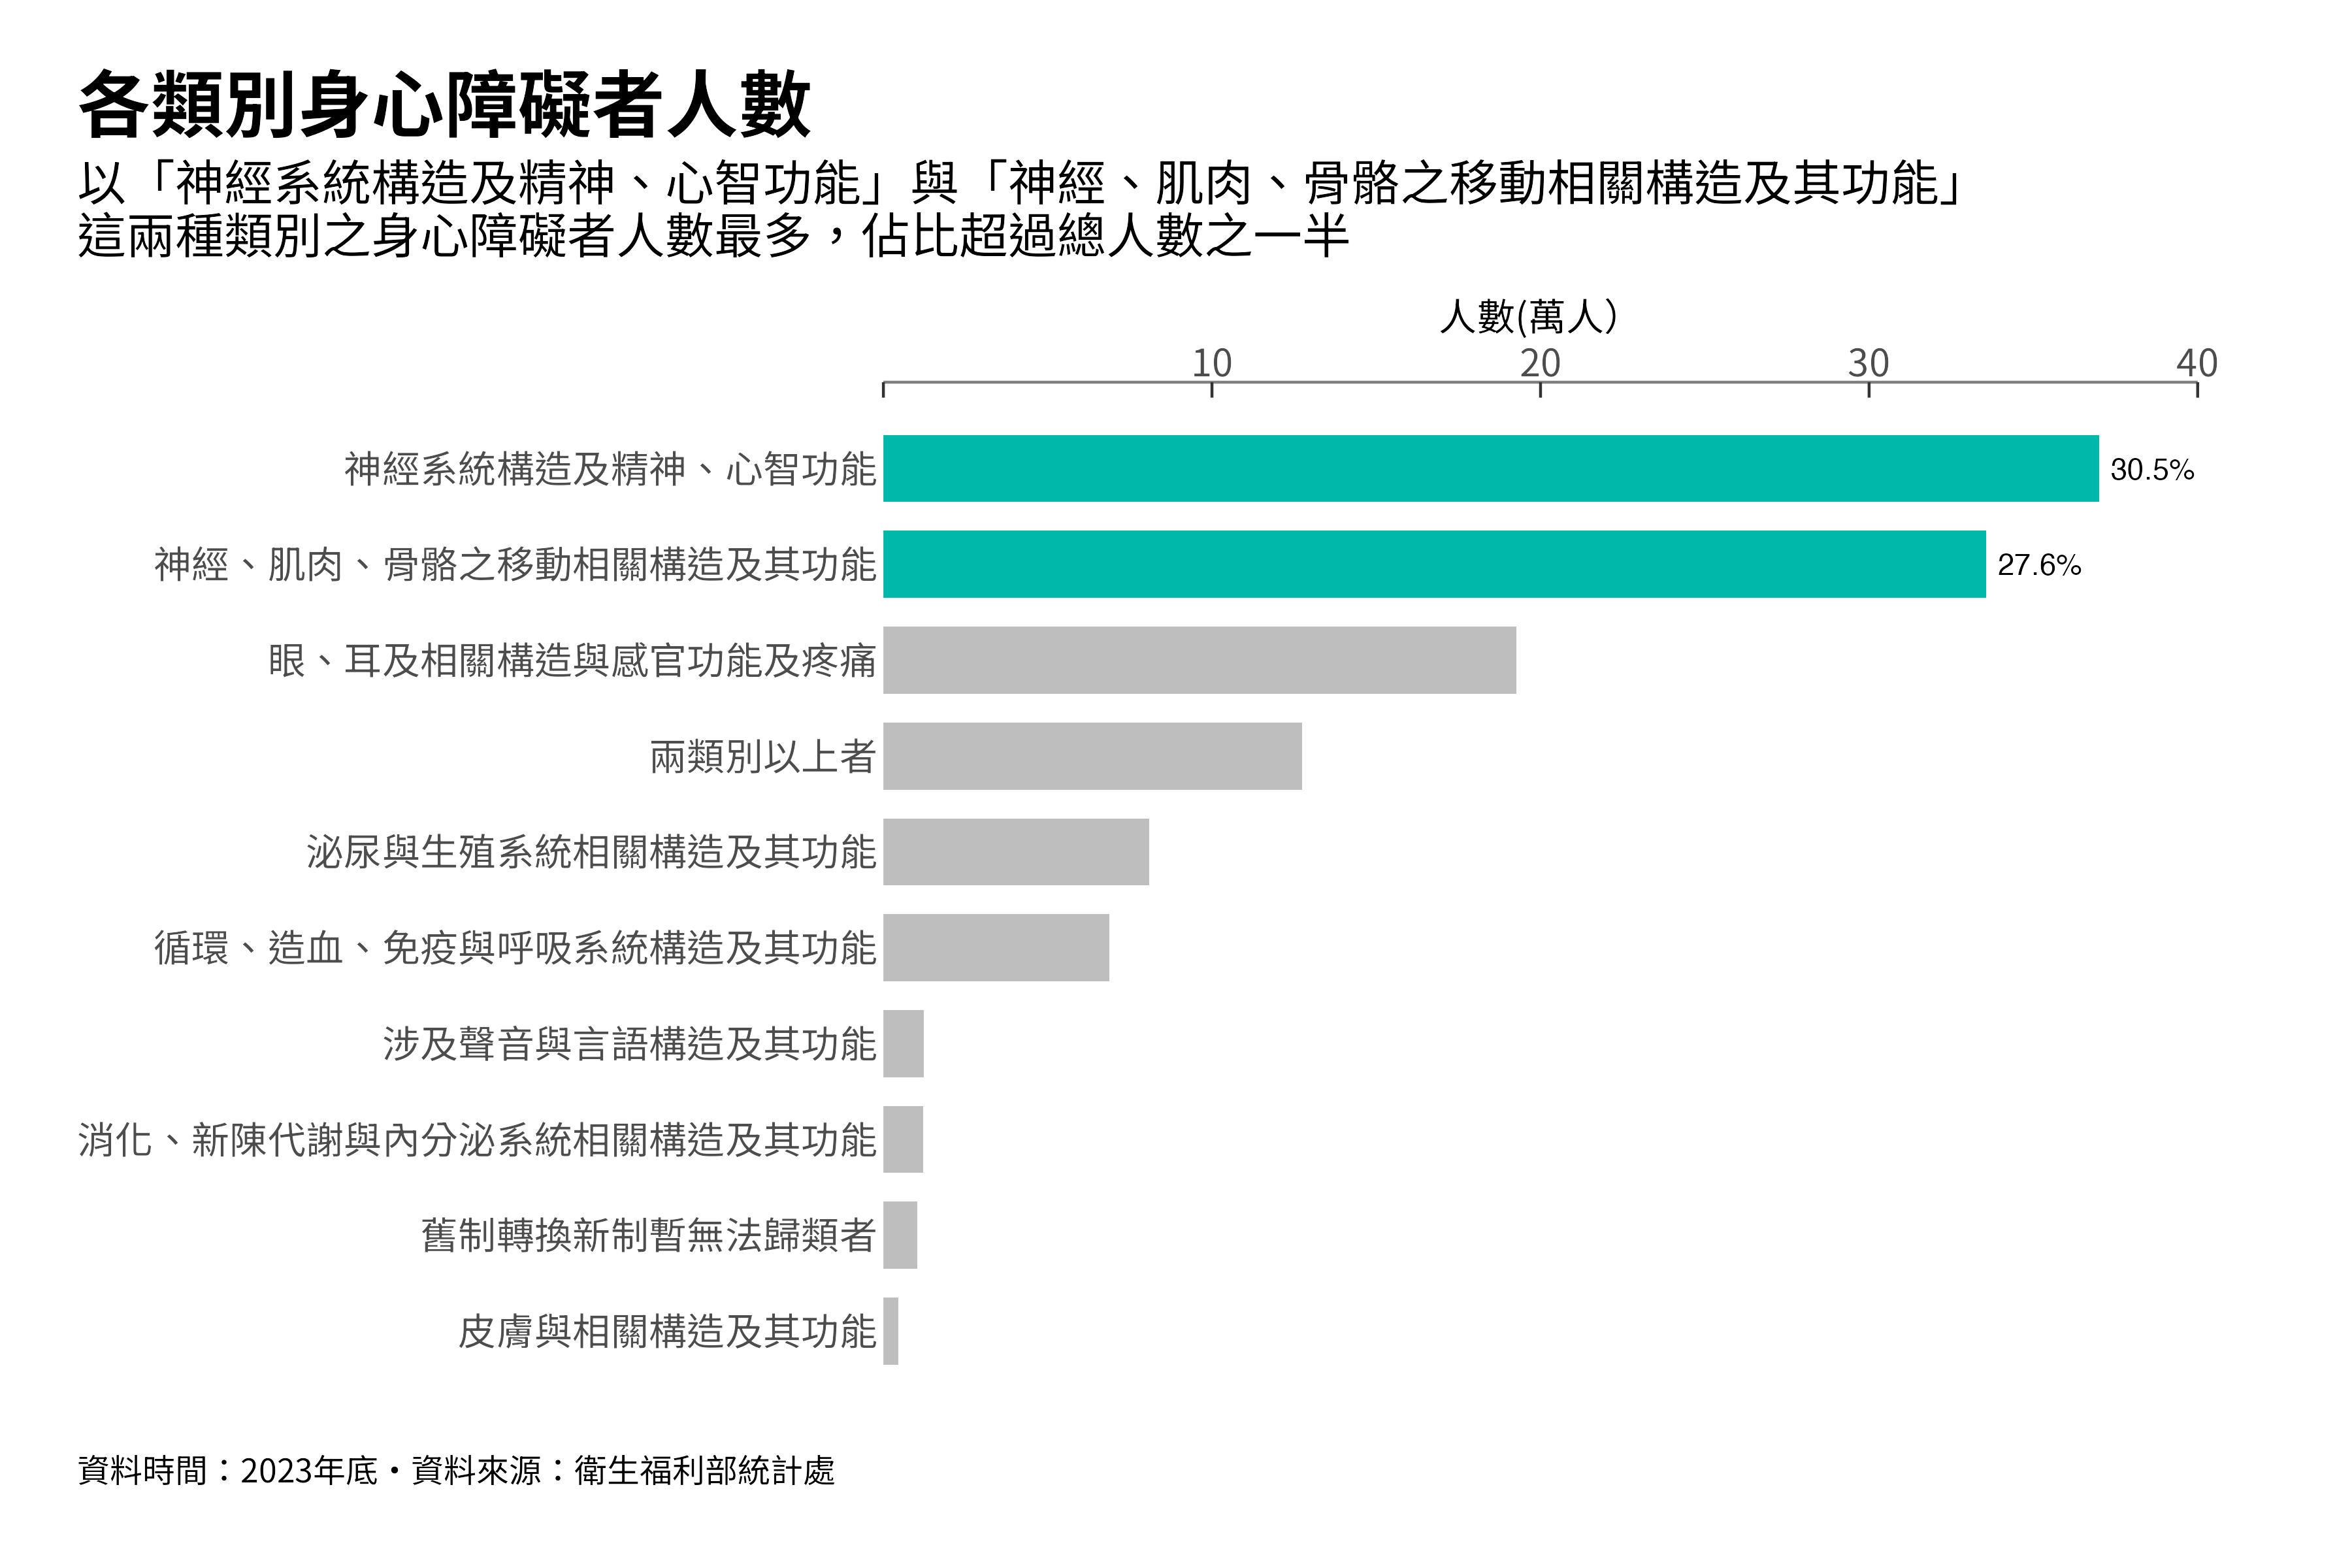 各類別身心障礙者人數
以「神經系統構造及精神、心智功能」與「神經、肌肉、骨骼之移動相關構造及其功能」
這兩種類別之身心障礙者人數最多，佔比超過總人數之一半
人數(萬人）
10 20 30 40
神經系統構造及精神、心智功能 30.5%
神經、肌肉、骨骼之移動相關構造及其功能 27.6%
眼、耳及相關構造與感官功能及疼痛
兩類別以上者
泌尿與生殖系統相關構造及其功能
循環、造血、免疫與呼吸系統構造及其功能
涉及聲音與言語構造及其功能
消化、新陳代謝與內分泌系統相關構造及其功能
舊制轉換新制暫無法歸類者
皮膚與相關構造及其功能
資料時間：2023年底・資料來源：衛生福利部統計處